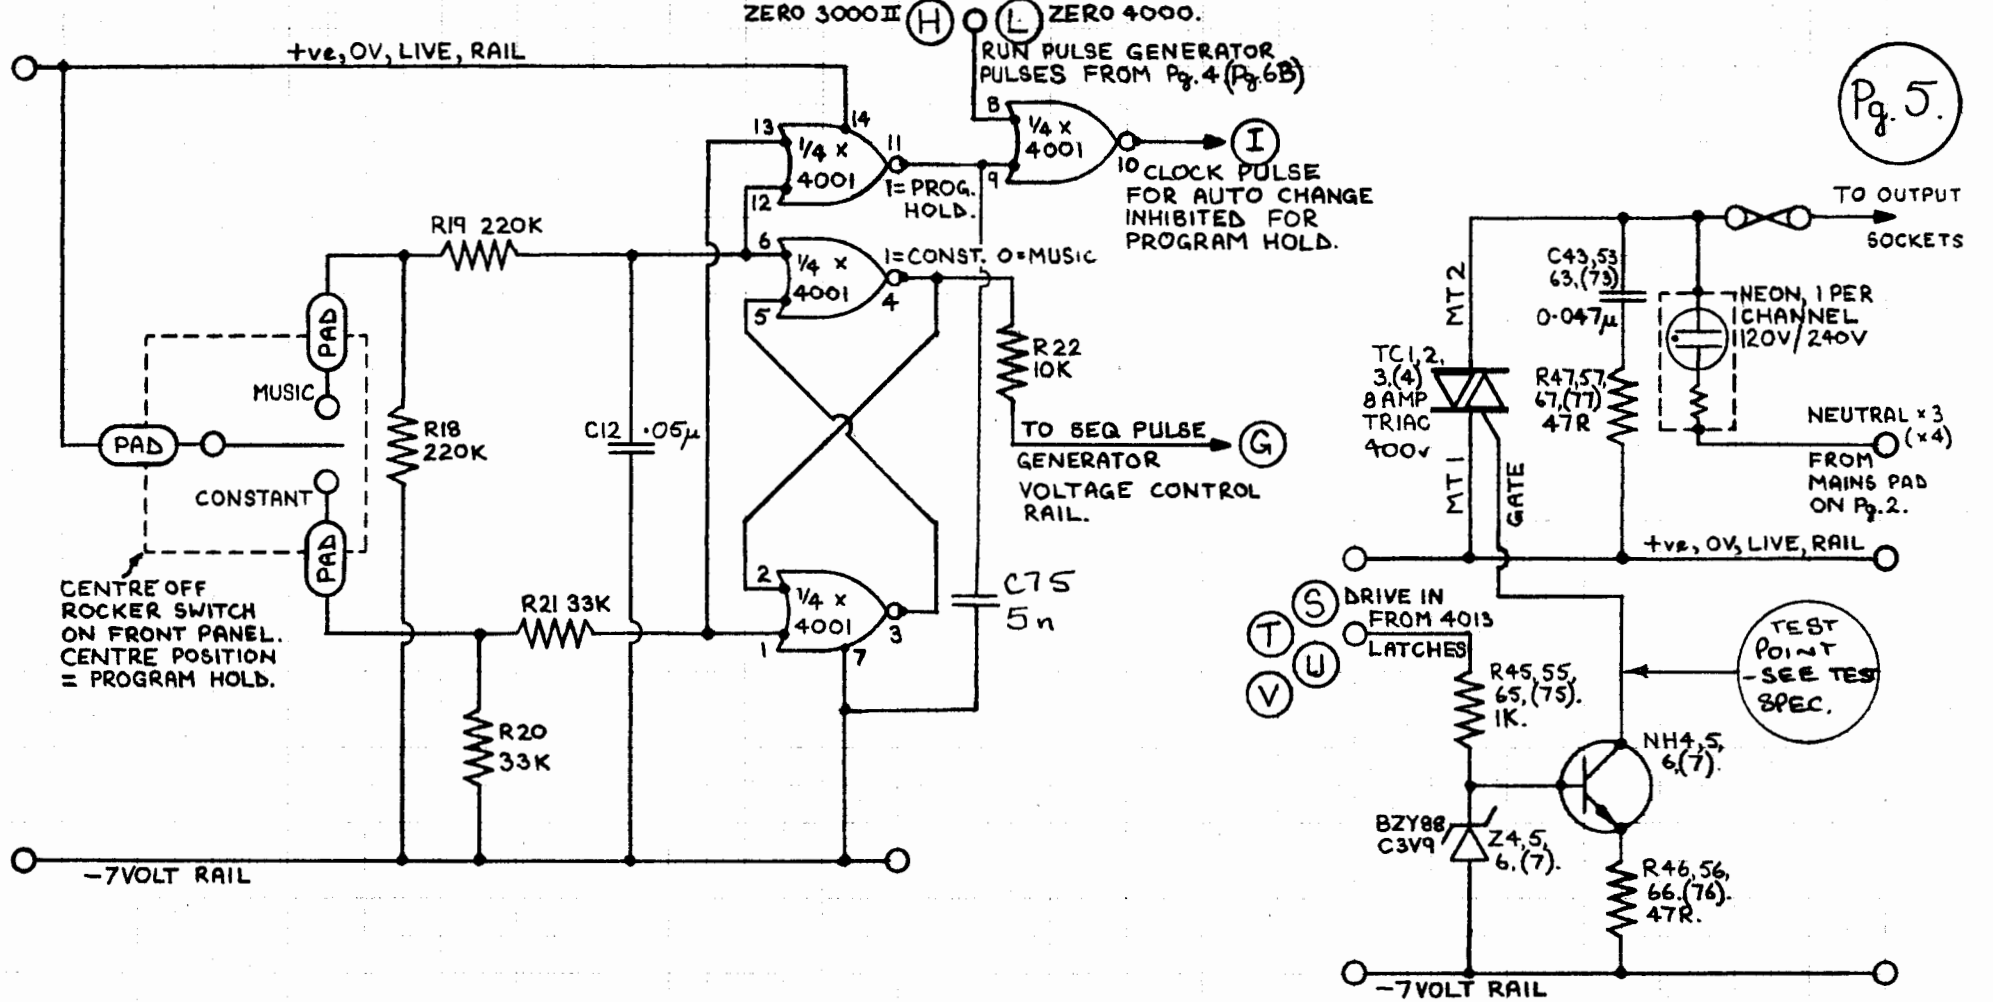 ZERO 3000 II H L ZERO 4000.
RUN PULSE GENERATOR
PULSES FROM Pg. 4 (Pg. 6B)
+ve, OV, LIVE, RAIL
Pg. 5.
13
14
1/4 X
4001
12
11
1 = PROG.
HOLD.
8
1/4 X
4001
9
10
I
CLOCK PULSE
FOR AUTO CHANGE
INHIBITED FOR
PROGRAM HOLD.
R19 220K
6
1/4 X
4001
5
4
1 = CONST. 0 = MUSIC
PAD
MUSIC
PAD
CONSTANT
PAD
R18
220K
C12 .05µ
R22
10K
TO SEQ PULSE
GENERATOR
VOLTAGE CONTROL
RAIL.
G
CENTRE OFF
ROCKER SWITCH
ON FRONT PANEL.
CENTRE POSITION
= PROGRAM HOLD.
R21 33K
2
1/4 X
4001
1
3
7
C75
5n
R20
33K
-7VOLT RAIL
TO OUTPUT
SOCKETS
MT2
C43,53
63,(73)
0.047µ
NEON, 1 PER
CHANNEL
120V/240V
TC1,2,
3,(4)
8 AMP
TRIAC
400v
R47,57,
67,(77)
47R
NEUTRAL x 3
(x4)
FROM
MAINS PAD
ON Pg. 2.
MT1
GATE
+ve, OV, LIVE, RAIL
S
T
U
V
DRIVE IN
FROM 4013
LATCHES
TEST
POINT
-SEE TEST
SPEC.
R45,55,
65,(75).
1K.
NH4,5,
6,(7).
BZY88
C3V9
Z4,5,
6,(7).
R46,56,
66,(76).
47R.
-7VOLT RAIL